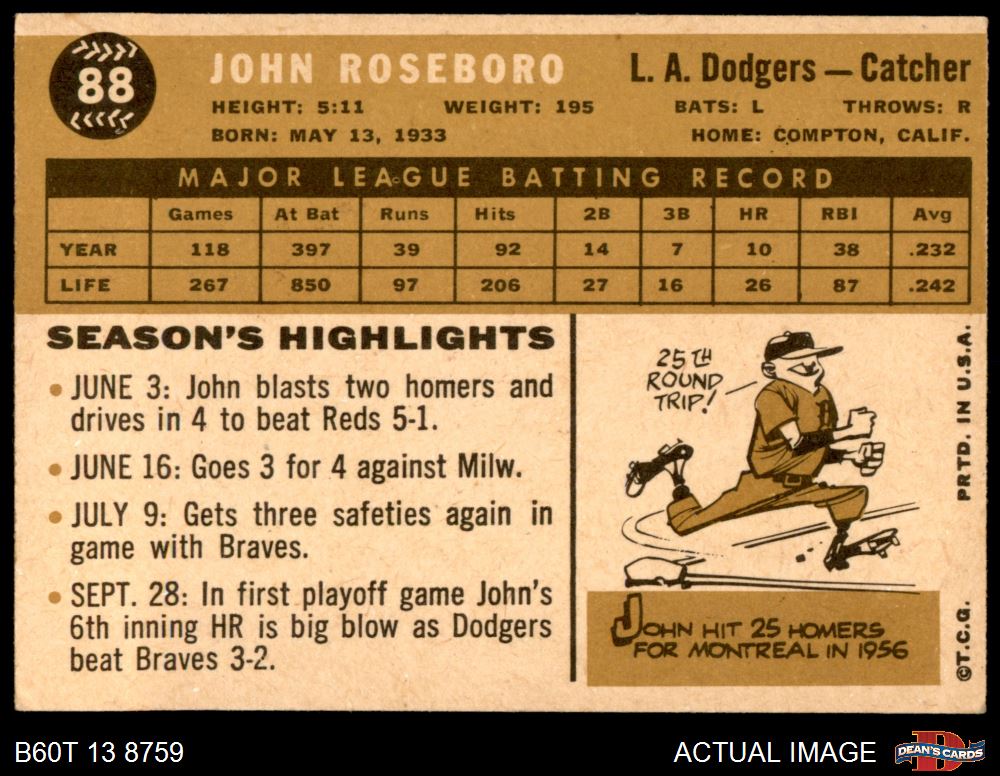 88
JOHN ROSEBORO
L. A. Dodgers — Catcher
HEIGHT: 5:11 WEIGHT: 195 BATS: L THROWS: R
BORN: MAY 13, 1933 HOME: COMPTON, CALIF.
MAJOR LEAGUE BATTING RECORD
Games At Bat Runs Hits 2B 3B HR RBI Avg
YEAR 118 397 39 92 14 7 10 38 .232
LIFE 267 850 97 206 27 16 26 87 .242
SEASON'S HIGHLIGHTS
• JUNE 3: John blasts two homers and
drives in 4 to beat Reds 5-1.
• JUNE 16: Goes 3 for 4 against Milw.
• JULY 9: Gets three safeties again in
game with Braves.
• SEPT. 28: In first playoff game John's
6th inning HR is big blow as Dodgers
beat Braves 3-2.
25TH
ROUND
TRIP!
JOHN HIT 25 HOMERS
FOR MONTREAL IN 1956
©T.C.G. PRTD. IN U.S.A.
B60T 13 8759
ACTUAL IMAGE
DEAN'S CARDS